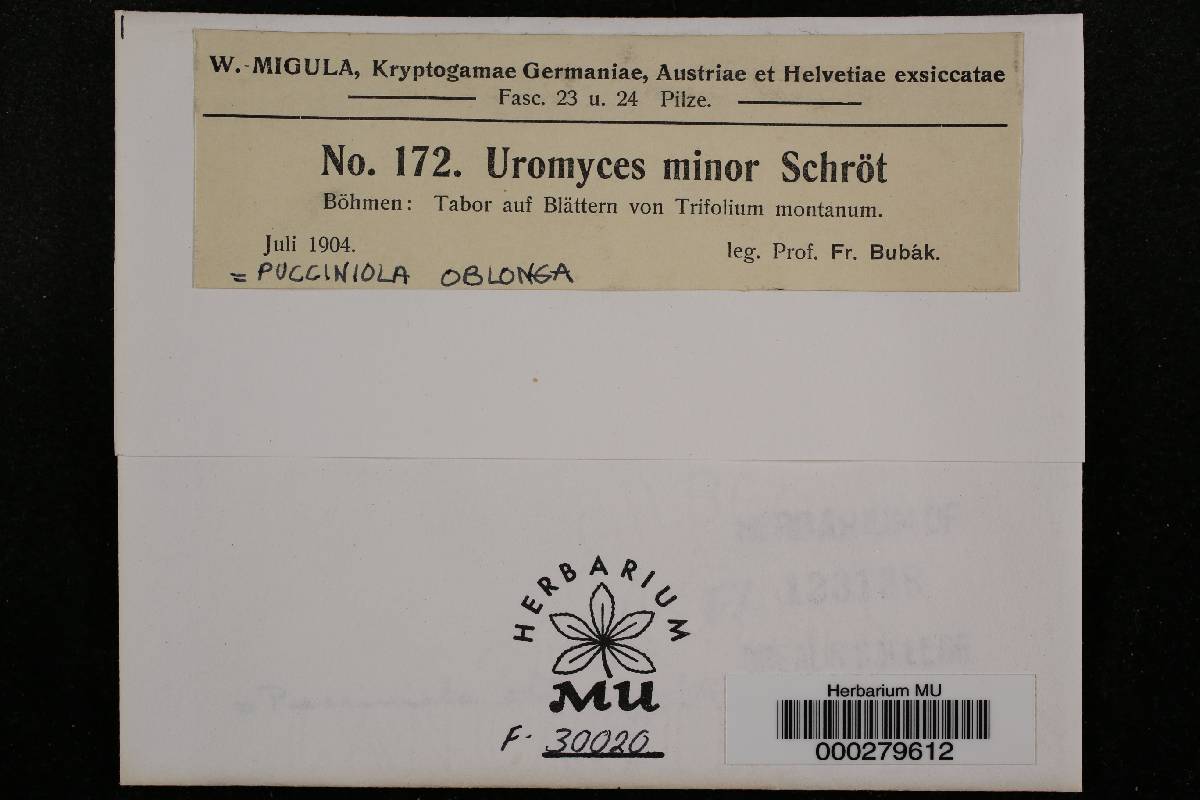 W. MIGULA, Kryptogamae Germaniae, Austriae et Helvetiae exsiccatae
Fasc. 23 u. 24 Pilze.
No. 172. Uromyces minor Schröt
Böhmen: Tabor auf Blättern von Trifolium montanum.
Juli 1904. leg. Prof. Fr. Bubák.
= PUCCINIOLA OBLONGA
HERBARIUM
MU
F- 30020
Herbarium MU
000279612